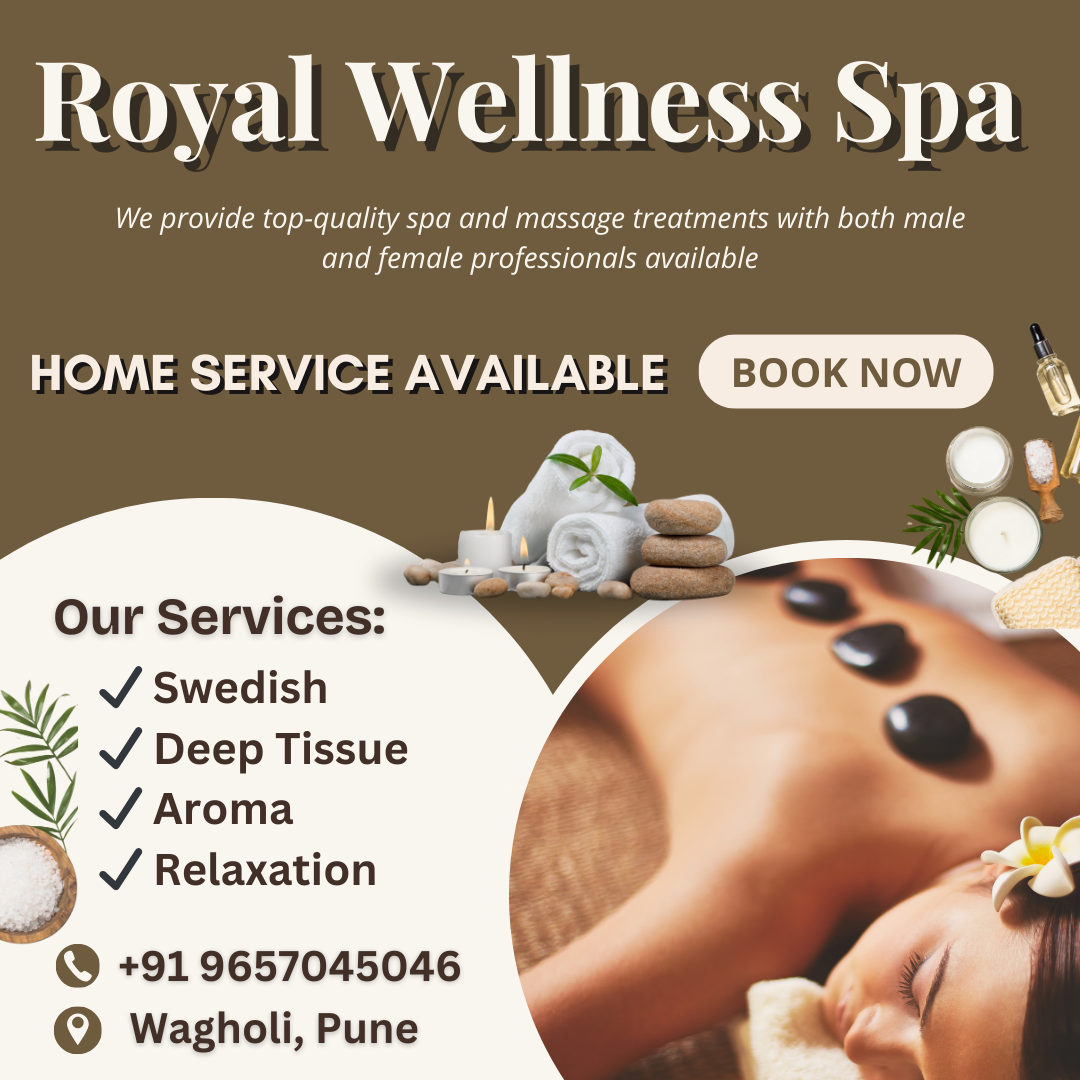 Royal Wellness Spa
We provide top-quality spa and massage treatments with both male
and female professionals available
HOME SERVICE AVAILABLE
BOOK NOW
Our Services:
Swedish
Deep Tissue
Aroma
Relaxation
+91 9657045046
Wagholi, Pune